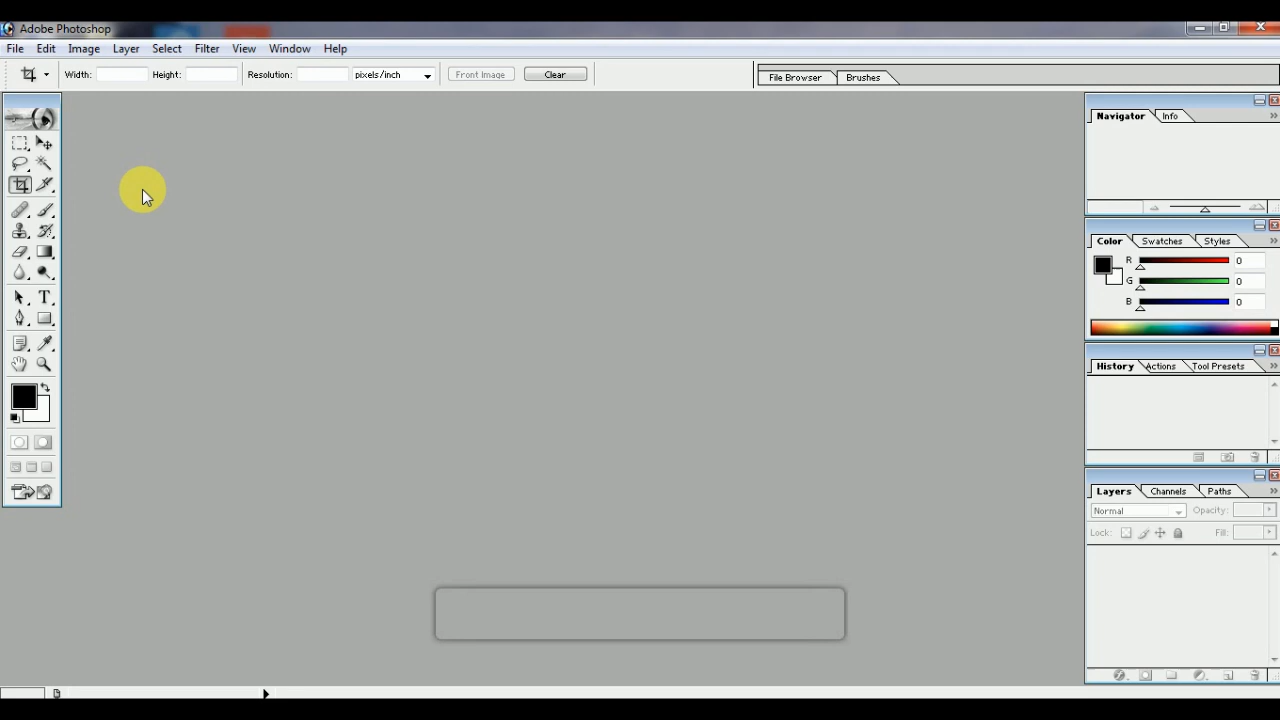 Adobe Photoshop
File Edit Image Layer Select Filter View Window Help
Width: Height: Resolution: pixels/inch Front Image Clear File Browser Brushes
Navigator Info
Color Swatches Styles
R 0
G 0
B 0
T
History Actions Tool Presets
Layers Channels Paths
Normal Opacity:
Lock: Fill: